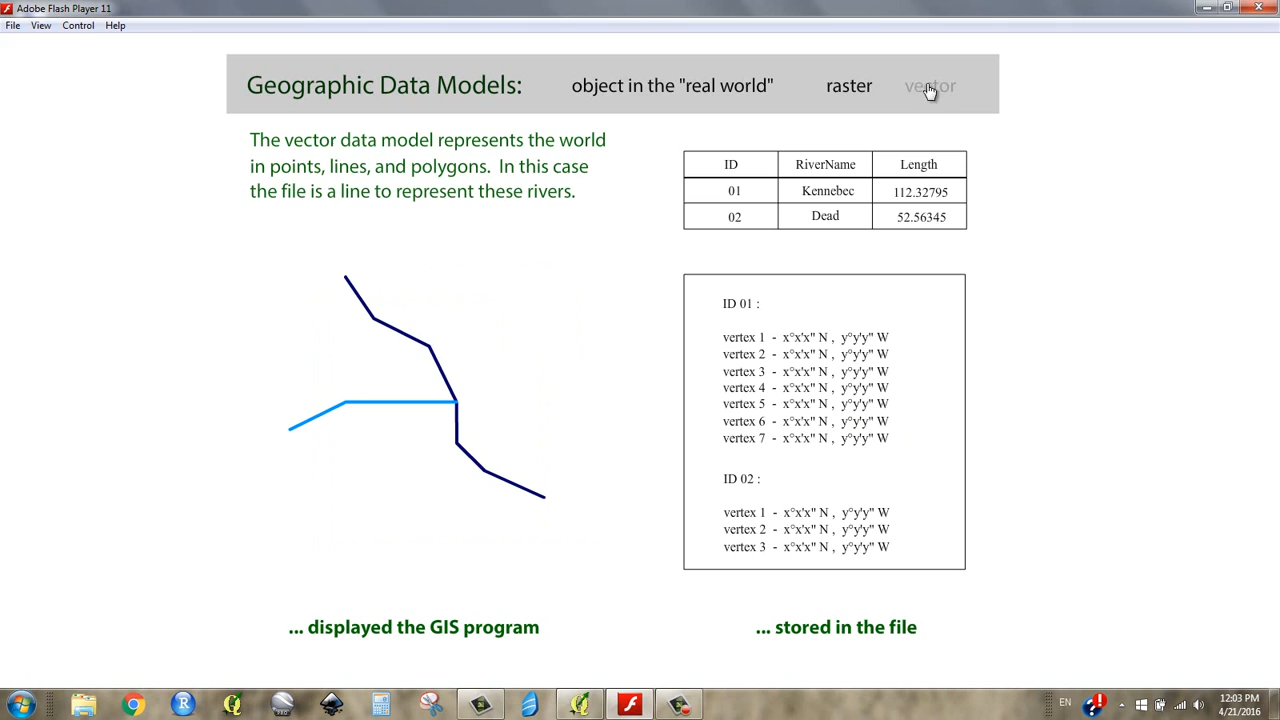 Adobe Flash Player 11
File View Control Help
Geographic Data Models: object in the "real world" raster vector
The vector data model represents the world
in points, lines, and polygons. In this case
the file is a line to represent these rivers.
ID RiverName Length
01 Kennebec 112.32795
02 Dead 52.56345
ID 01 :
vertex 1 - x°x'x" N , y°y'y" W
vertex 2 - x°x'x" N , y°y'y" W
vertex 3 - x°x'x" N , y°y'y" W
vertex 4 - x°x'x" N , y°y'y" W
vertex 5 - x°x'x" N , y°y'y" W
vertex 6 - x°x'x" N , y°y'y" W
vertex 7 - x°x'x" N , y°y'y" W
ID 02 :
vertex 1 - x°x'x" N , y°y'y" W
vertex 2 - x°x'x" N , y°y'y" W
vertex 3 - x°x'x" N , y°y'y" W
... displayed the GIS program
... stored in the file
EN
12:03 PM
4/21/2016